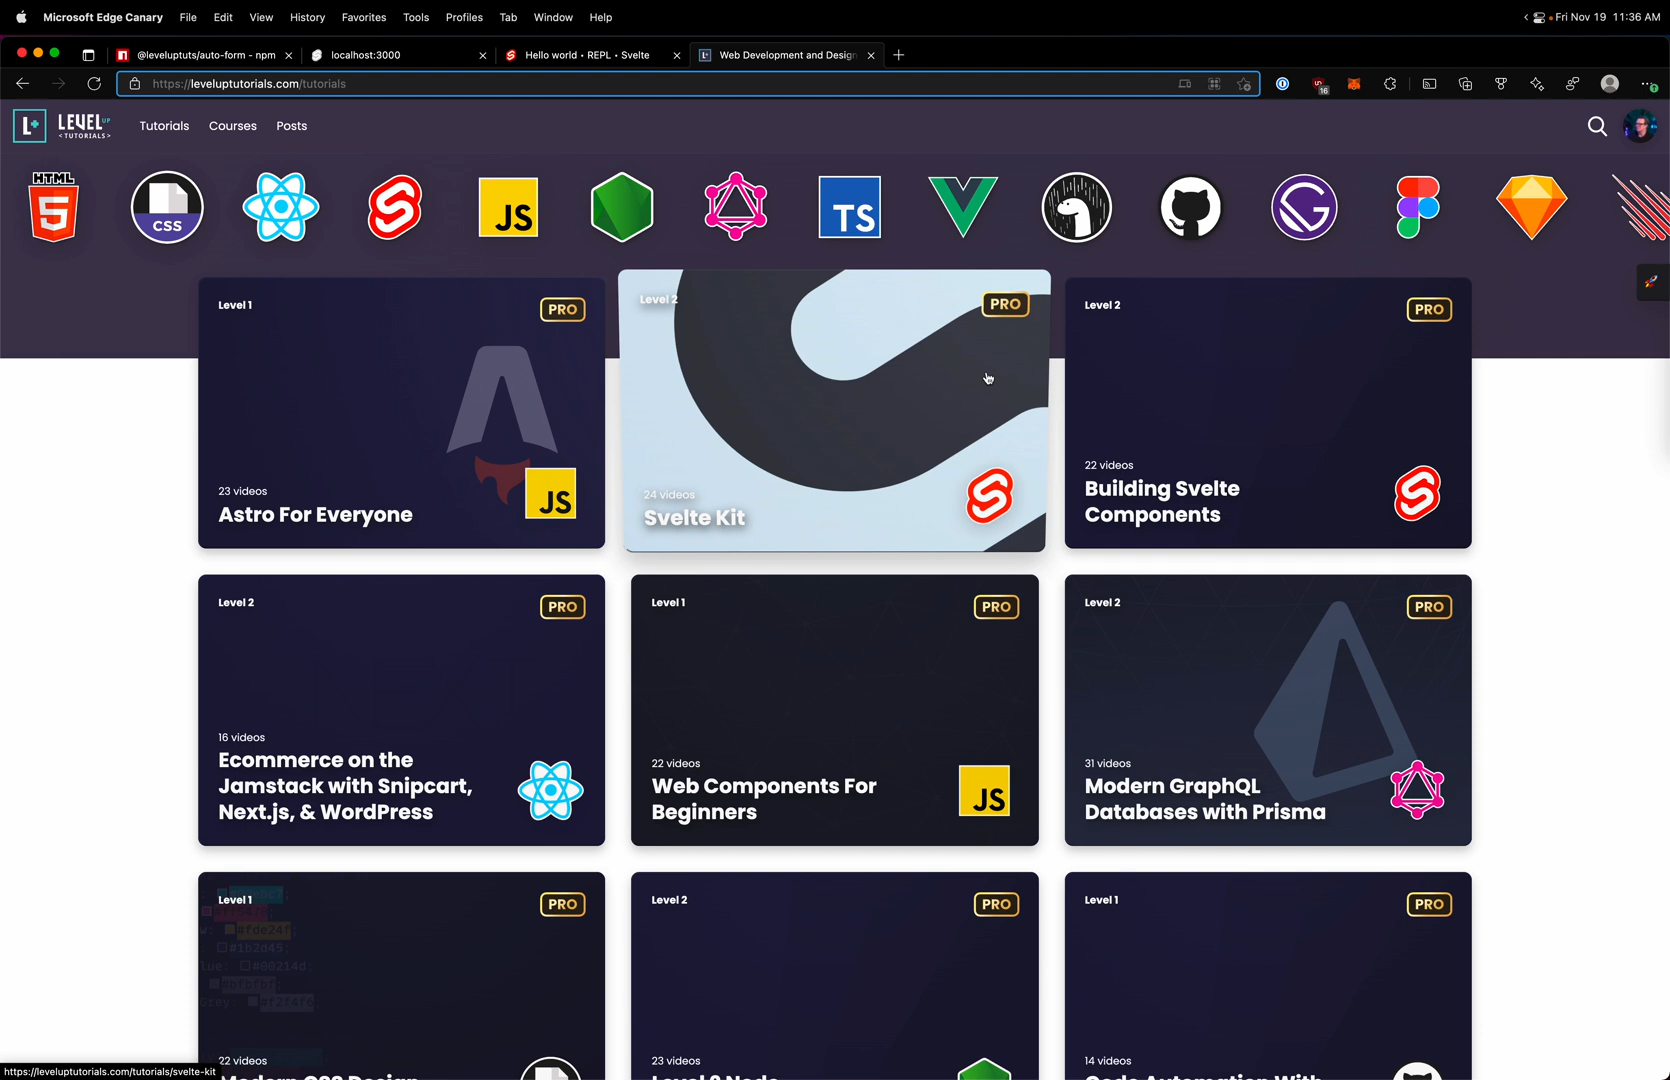 Microsoft Edge Canary File Edit View History Favorites Tools Profiles Tab Window Help
Fri Nov 19 11:36 AM
@leveluptuts/auto-form - npm
localhost:3000
Hello world • REPL • Svelte
Web Development and Design
https://leveluptutorials.com/tutorials
16
LEVEL UP
<TUTORIALS>
Tutorials Courses Posts
HTML
5
CSS
JS
TS
Level 1
PRO
23 videos
Astro For Everyone
JS
Level 2
PRO
24 videos
Svelte Kit
Level 2
PRO
22 videos
Building Svelte
Components
Level 2
PRO
16 videos
Ecommerce on the
Jamstack with Snipcart,
Next.js, & WordPress
Level 1
PRO
22 videos
Web Components For
Beginners
JS
Level 2
PRO
31 videos
Modern GraphQL
Databases with Prisma
Level 1
PRO
#fde24f;
#1b2d45;
#00214d;
#bfbfbf;
#f2f4f6;
22 videos
Level 2
PRO
23 videos
Level 1
PRO
14 videos
https://leveluptutorials.com/tutorials/svelte-kit